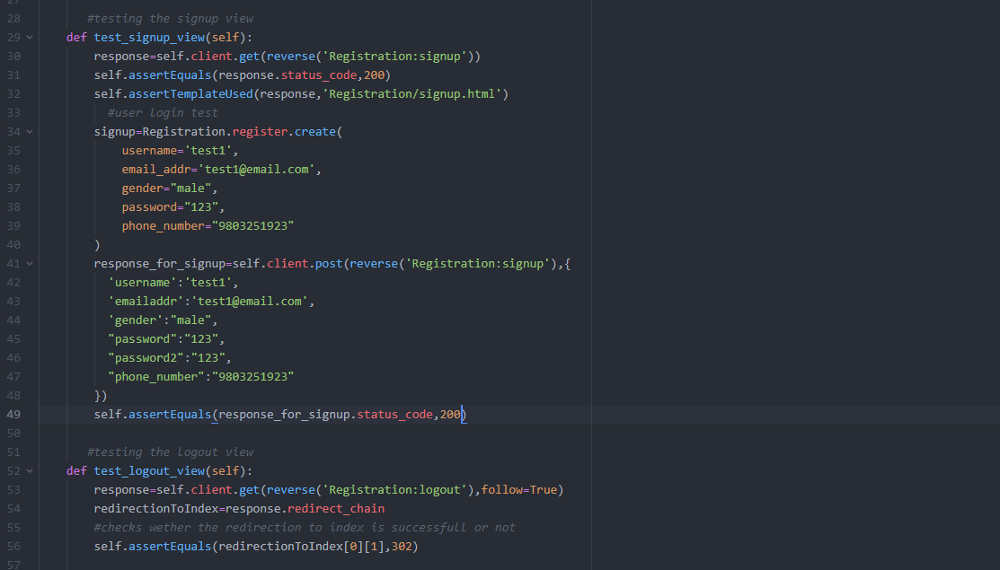 27
28 #testing the signup view
29 def test_signup_view(self):
30 response=self.client.get(reverse('Registration:signup'))
31 self.assertEquals(response.status_code,200)
32 self.assertTemplateUsed(response,'Registration/signup.html')
33 #user login test
34 signup=Registration.register.create(
35 username='test1',
36 email_addr='test1@email.com',
37 gender="male",
38 password="123",
39 phone_number="9803251923"
40 )
41 response_for_signup=self.client.post(reverse('Registration:signup'),{
42 'username':'test1',
43 'emailaddr':'test1@email.com',
44 'gender':"male",
45 "password":"123",
46 "password2":"123",
47 "phone_number":"9803251923"
48 })
49 self.assertEquals(response_for_signup.status_code,200)
50
51 #testing the logout view
52 def test_logout_view(self):
53 response=self.client.get(reverse('Registration:logout'),follow=True)
54 redirectionToIndex=response.redirect_chain
55 #checks wether the redirection to index is successfull or not
56 self.assertEquals(redirectionToIndex[0][1],302)
57